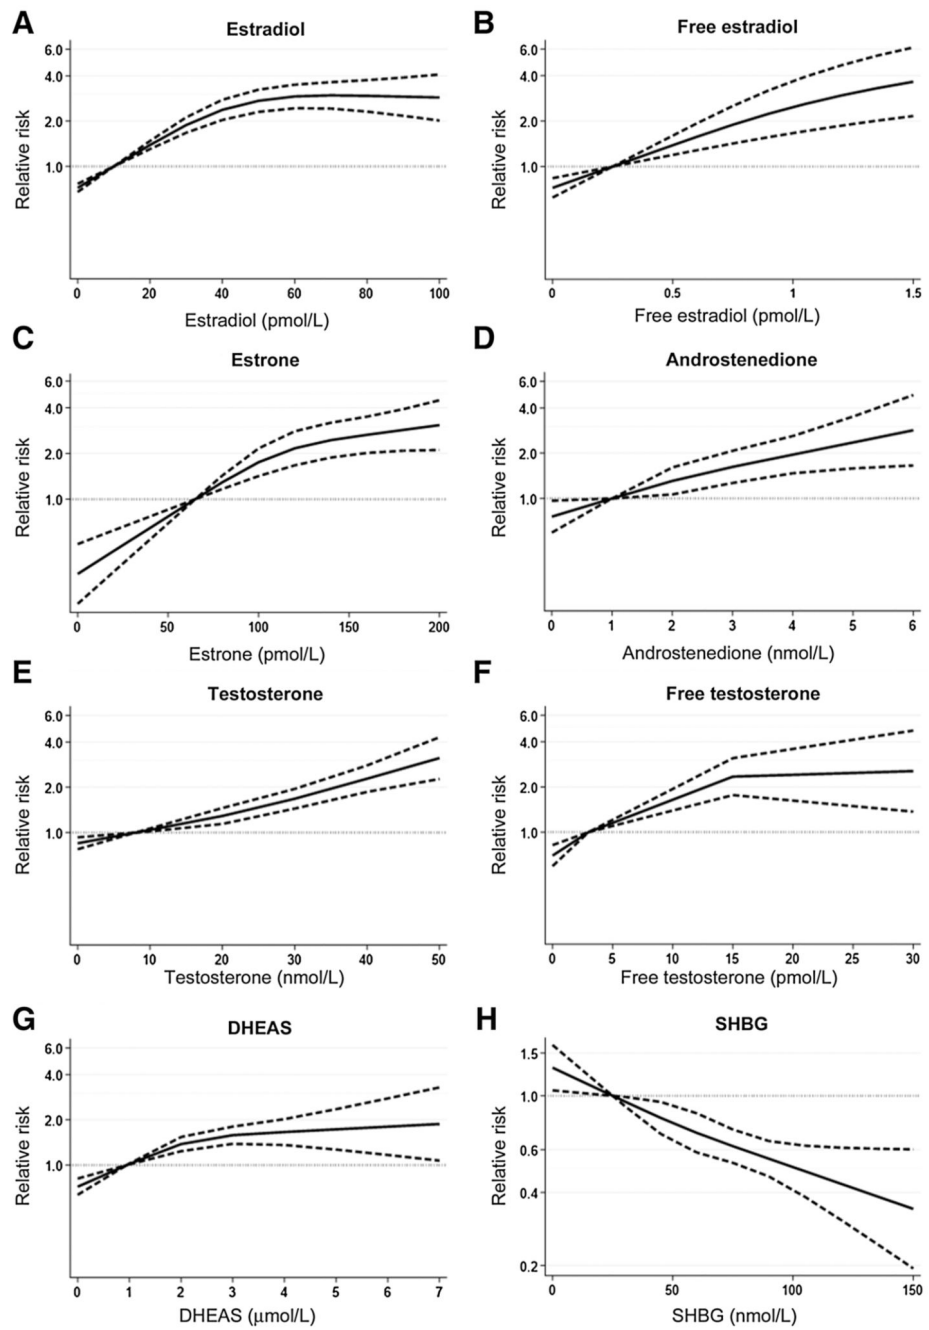 A
Estradiol
6.0
4.0
2.0
1.0
Relative risk
0 20 40 60 80 100
Estradiol (pmol/L)
B
Free estradiol
6.0
4.0
2.0
1.0
Relative risk
0 0.5 1 1.5
Free estradiol (pmol/L)
C
Estrone
6.0
4.0
2.0
1.0
Relative risk
0 50 100 150 200
Estrone (pmol/L)
D
Androstenedione
6.0
4.0
2.0
1.0
Relative risk
0 1 2 3 4 5 6
Androstenedione (nmol/L)
E
Testosterone
6.0
4.0
2.0
1.0
Relative risk
0 10 20 30 40 50
Testosterone (nmol/L)
F
Free testosterone
6.0
4.0
2.0
1.0
Relative risk
0 5 10 15 20 25 30
Free testosterone (pmol/L)
G
DHEAS
6.0
4.0
2.0
1.0
Relative risk
0 1 2 3 4 5 6 7
DHEAS (μmol/L)
H
SHBG
1.5
1.0
0.6
0.4
0.2
Relative risk
0 50 100 150
SHBG (nmol/L)